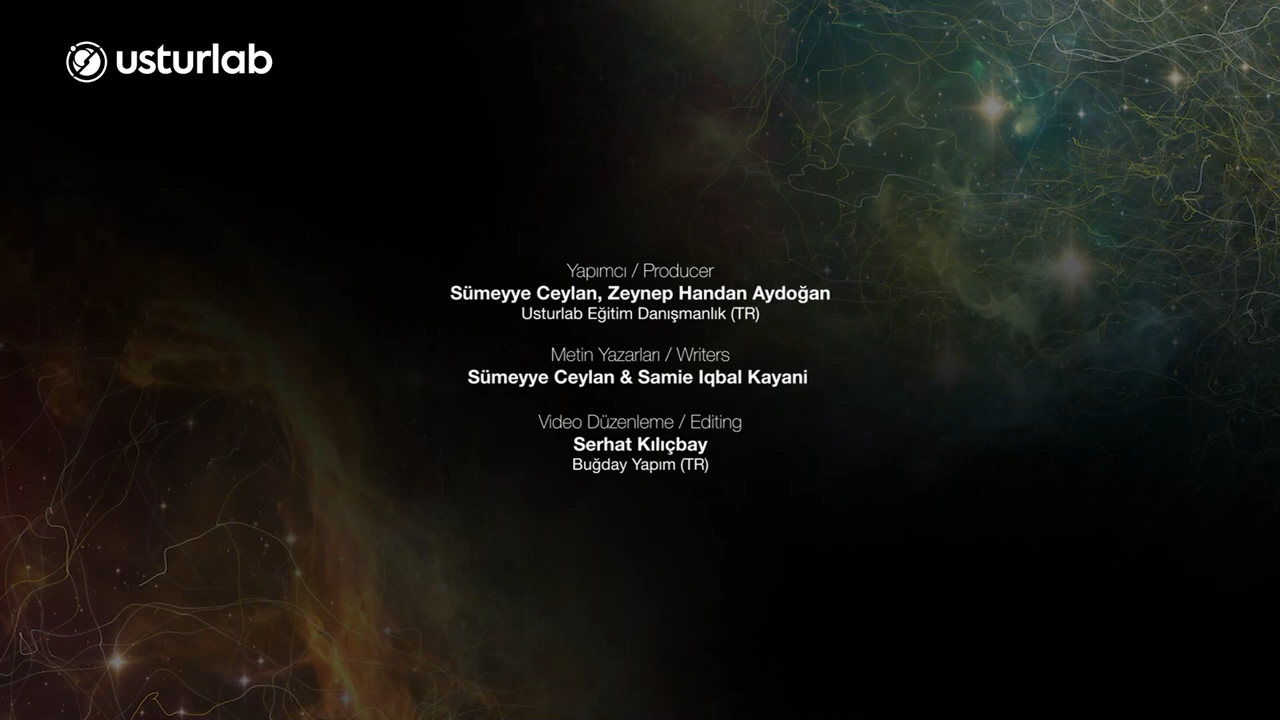 usturlab
Yapımcı / Producer
Sümeyye Ceylan, Zeynep Handan Aydoğan
Usturlab Eğitim Danışmanlık (TR)
Metin Yazarları / Writers
Sümeyye Ceylan & Samie Iqbal Kayani
Video Düzenleme / Editing
Serhat Kılıçbay
Buğday Yapım (TR)